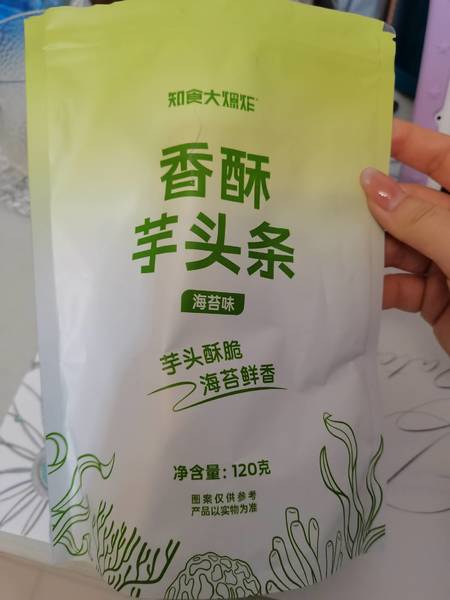 知食大爆炸
香酥
芋头条
海苔味
芋头酥脆
海苔鲜香
净含量：120克
图案仅供参考
产品以实物为准